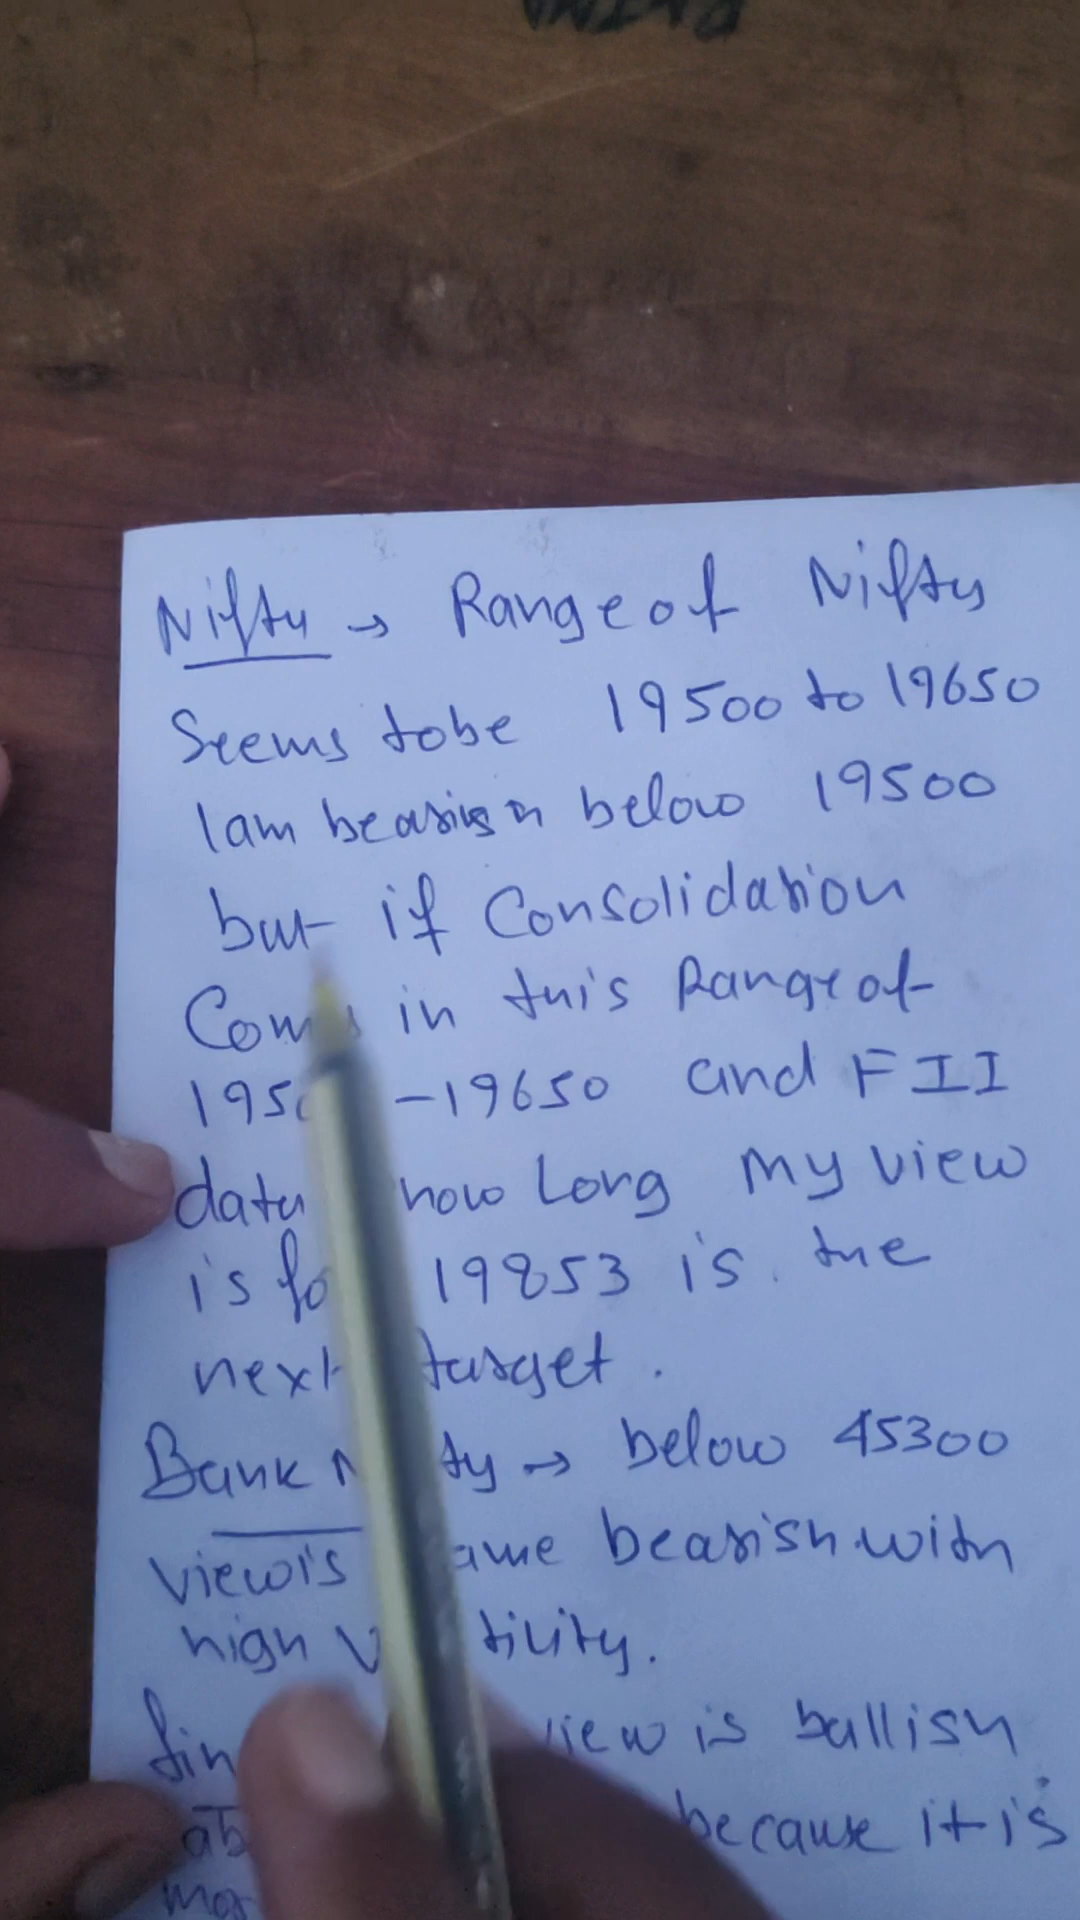 Nifty → Range of Nifty
Seems to be 19500 to 19650
I am bearish below 19500
but if Consolidation
in this Range of
-19650 and FII
Long My view
is 19853 is the
next target.
Bank → below 45300
view is bearish with
high
view is bullish
because it is